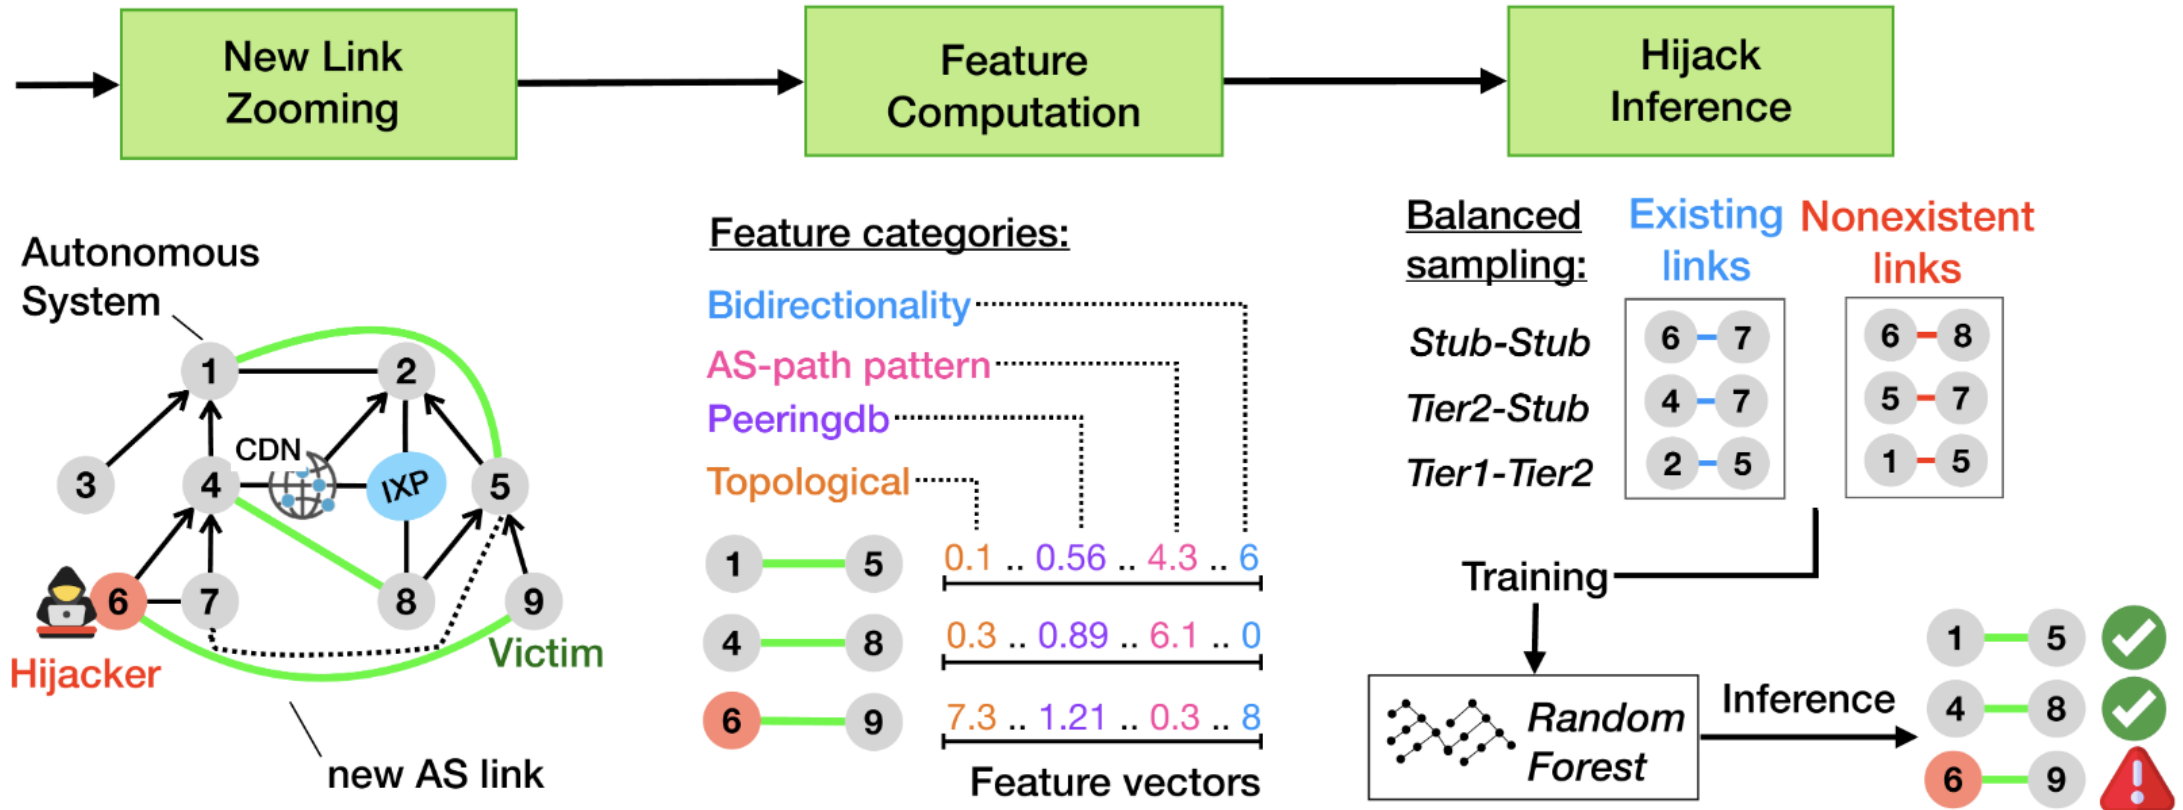 New Link
Zooming
Feature
Computation
Hijack
Inference
Autonomous
System
1
2
CDN
3
4
IXP
5
6
7
8
9
Hijacker
Victim
new AS link
Feature categories:
Bidirectionality
AS-path pattern
Peeringdb
Topological
1 5 0.1 .. 0.56 .. 4.3 .. 6
4 8 0.3 .. 0.89 .. 6.1 .. 0
6 9 7.3 .. 1.21 .. 0.3 .. 8
Feature vectors
Balanced
sampling:
Existing
links
Nonexistent
links
Stub-Stub 6 7 6 8
Tier2-Stub 4 7 5 7
Tier1-Tier2 2 5 1 5
Training
Random
Forest
Inference
1 5
4 8
6 9